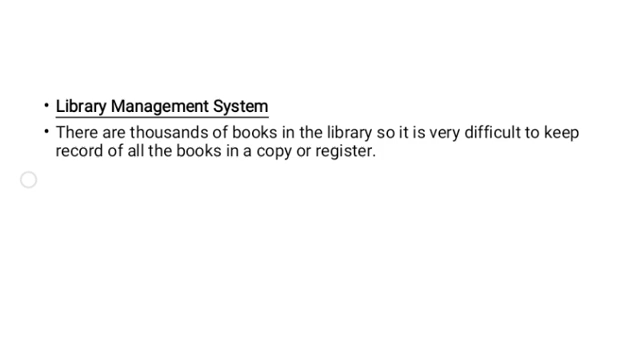 • Library Management System
• There are thousands of books in the library so it is very difficult to keep
record of all the books in a copy or register.